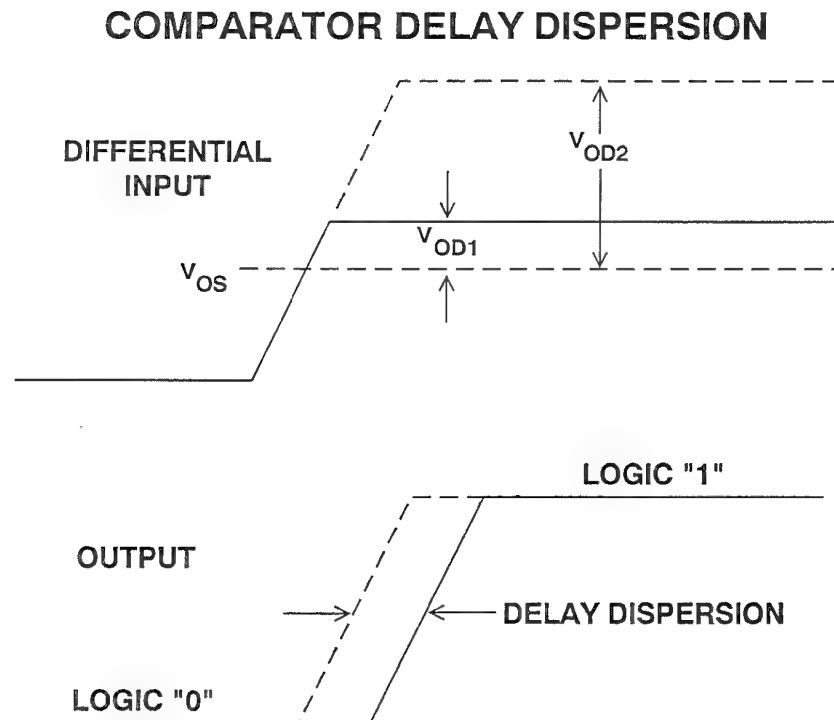 COMPARATOR DELAY DISPERSION
DIFFERENTIAL
INPUT
VOD2
VOD1
VOS
LOGIC "1"
OUTPUT
DELAY DISPERSION
LOGIC "0"